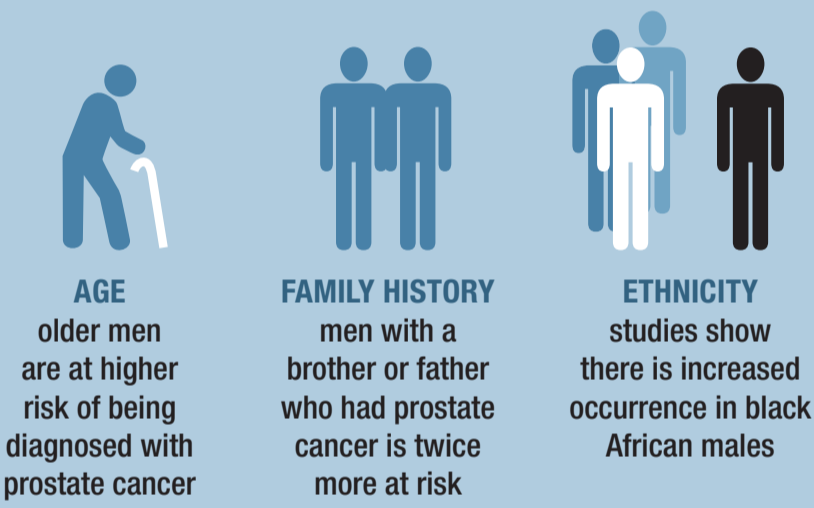 AGE
older men
are at higher
risk of being
diagnosed with
prostate cancer
FAMILY HISTORY
men with a
brother or father
who had prostate
cancer is twice
more at risk
ETHNICITY
studies show
there is increased
occurrence in black
African males